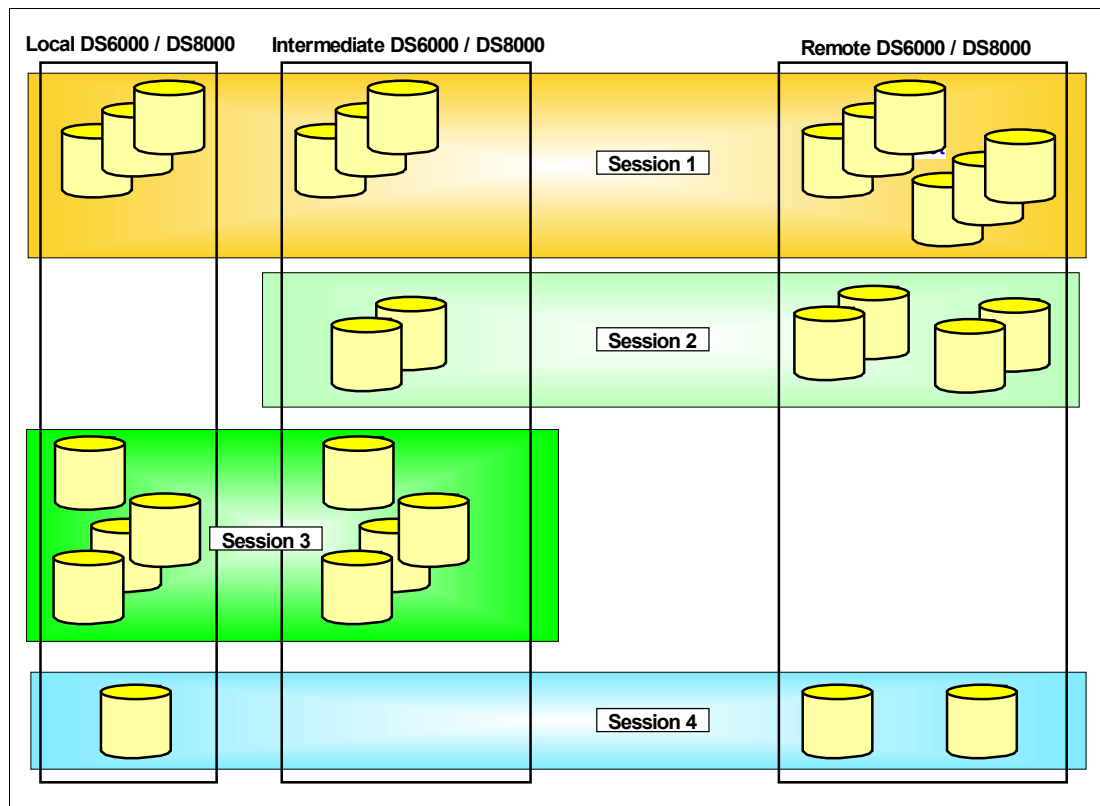 Local DS6000 / DS8000
Intermediate DS6000 / DS8000
Remote DS6000 / DS8000
Session 1
Session 2
Session 3
Session 4